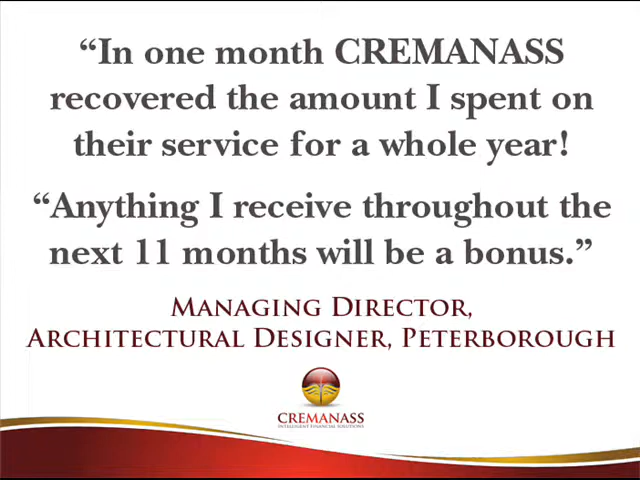 “In one month CREMANASS
recovered the amount I spent on
their service for a whole year!
“Anything I receive throughout the
next 11 months will be a bonus.”
Managing Director,
Architectural Designer, Peterborough
CREMANASS
INTELLIGENT FINANCIAL SOLUTIONS